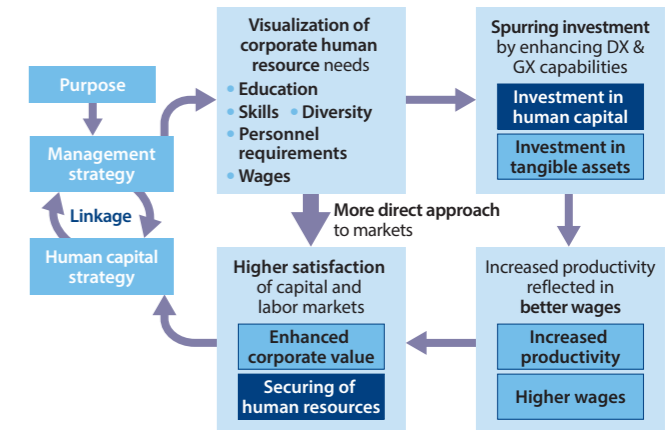 Purpose
Management
strategy
Linkage
Human capital
strategy
Visualization of
corporate human
resource needs
• Education
• Skills • Diversity
• Personnel
requirements
• Wages
More direct approach
to markets
Spurring investment
by enhancing DX &
GX capabilities
Investment in
human capital
Investment in
tangible assets
Higher satisfaction
of capital and
labor markets
Enhanced
corporate value
Securing of
human resources
Increased productivity
reflected in
better wages
Increased
productivity
Higher wages